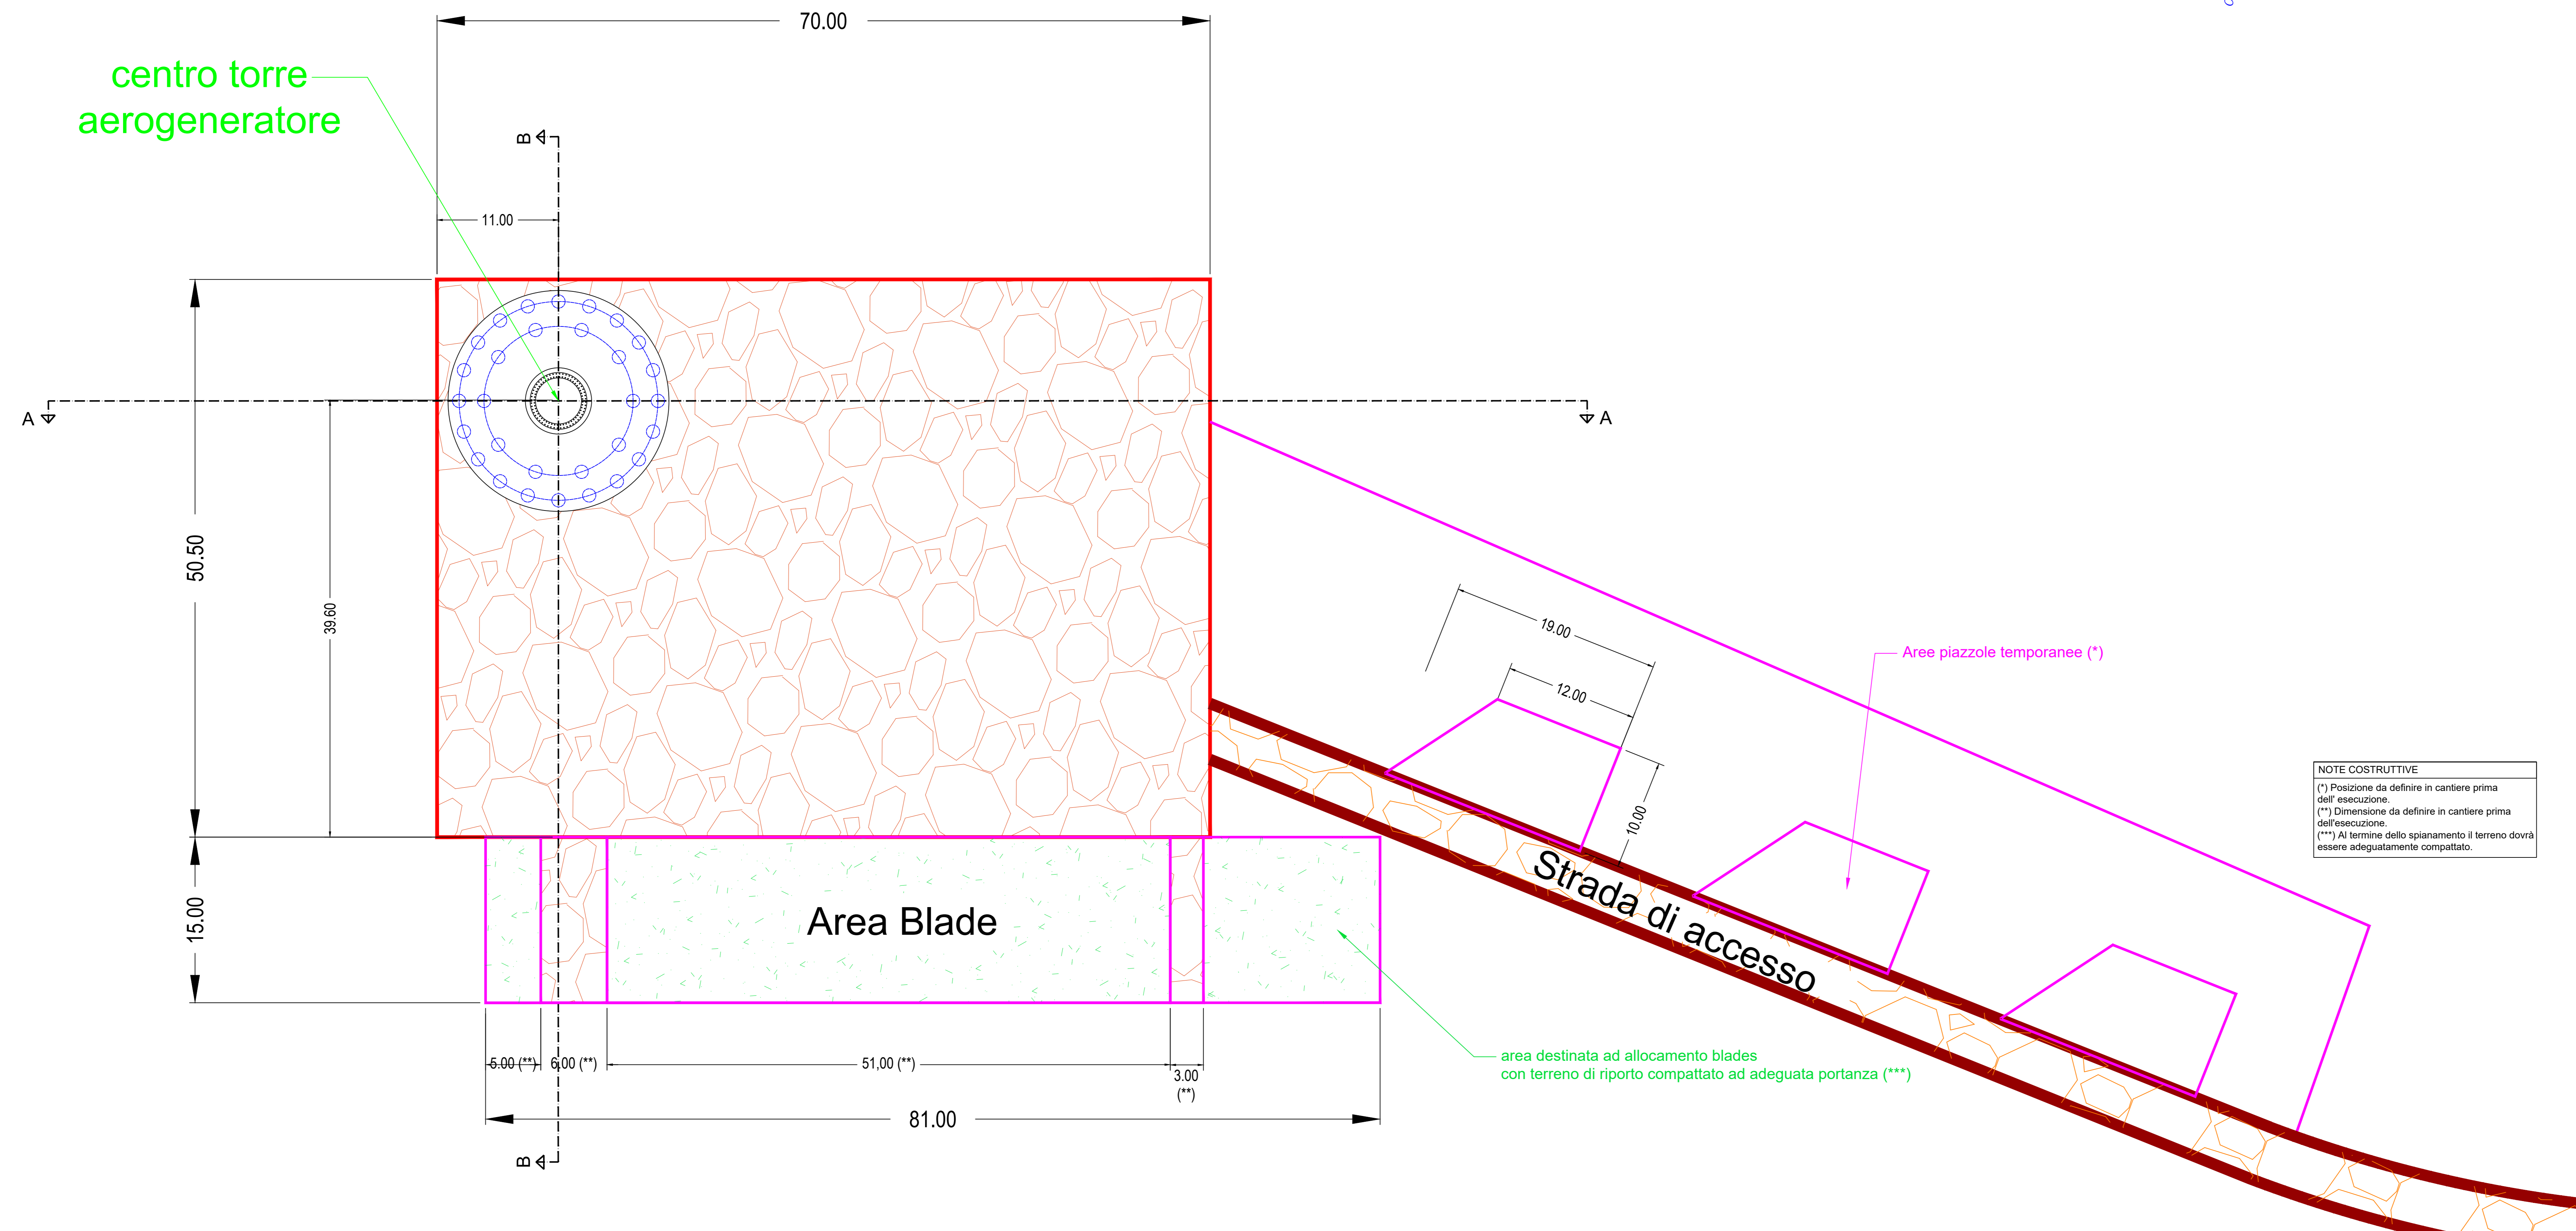 70.00
centro torre
aerogeneratore
B
11.00
A
A
50.50
39.60
19.00
12.00
10.00
Aree piazzole temporanee (*)
NOTE COSTRUTTIVE
(*) Posizione da definire in cantiere prima
dell' esecuzione.
(**) Dimensione da definire in cantiere prima
dell'esecuzione.
(***) Al termine dello spianamento il terreno dovrà
essere adeguatamente compattato.
Strada di accesso
15.00
Area Blade
5.00 (**)
6,00 (**)
51,00 (**)
3.00
(**)
area destinata ad allocamento blades
con terreno di riporto compattato ad adeguata portanza (***)
81.00
B